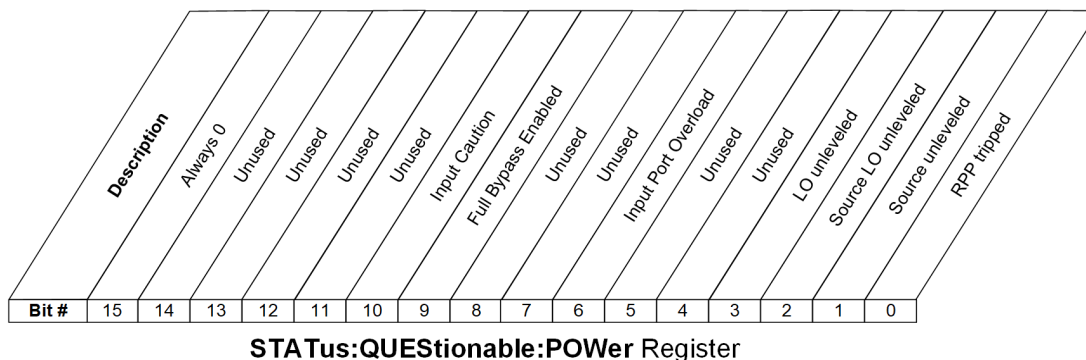 Description
Always 0
Unused
Unused
Unused
Unused
Input Caution
Full Bypass Enabled
Unused
Unused
Input Port Overload
Unused
Unused
LO unleveled
Source LO unleveled
Source unleveled
RPP tripped
Bit # 15 14 13 12 11 10 9 8 7 6 5 4 3 2 1 0
STATus:QUEStionable:POWer Register